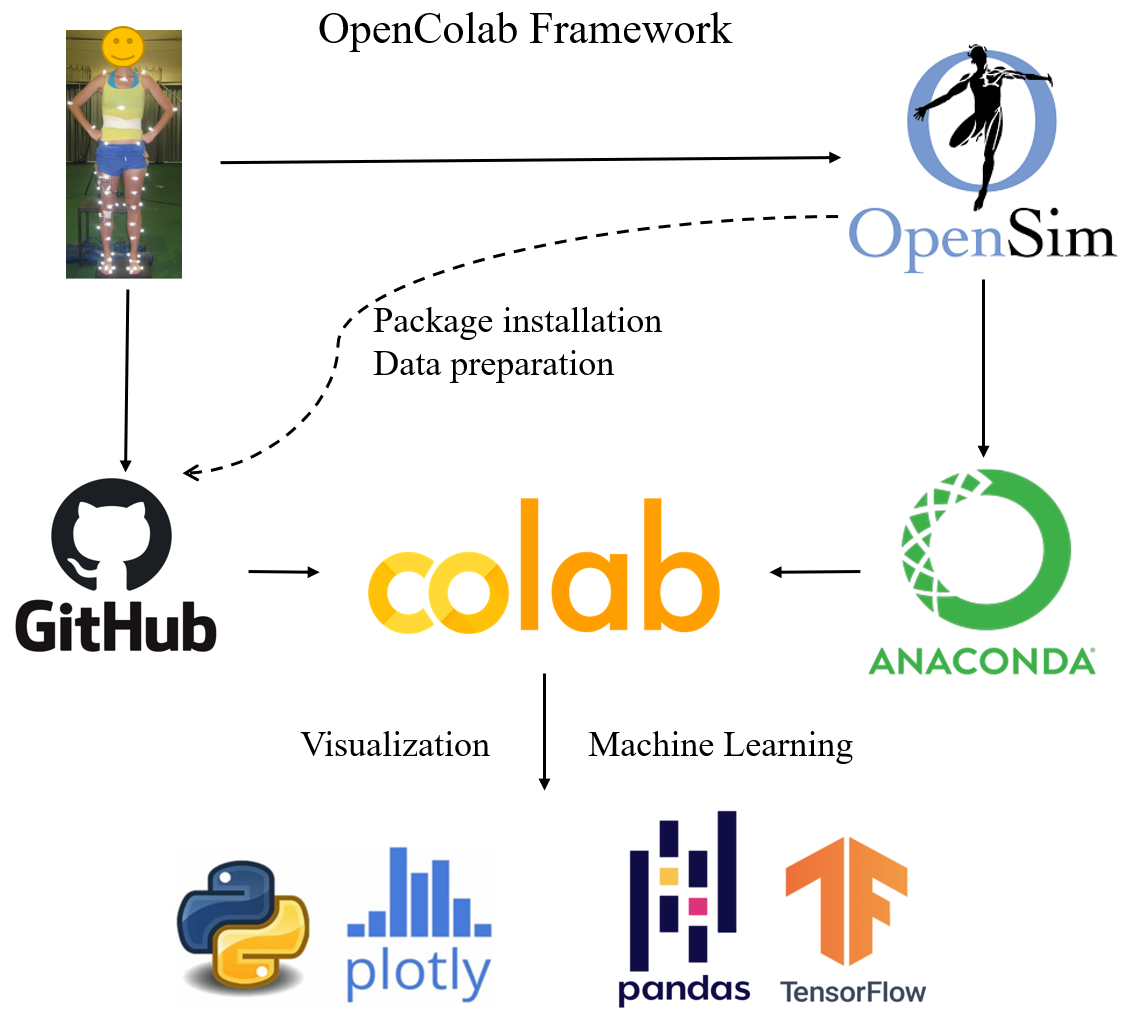 OpenColab Framework
OpenSim
Package installation
Data preparation
GitHub
colab
ANACONDA
Visualization
Machine Learning
plotly
pandas
TensorFlow